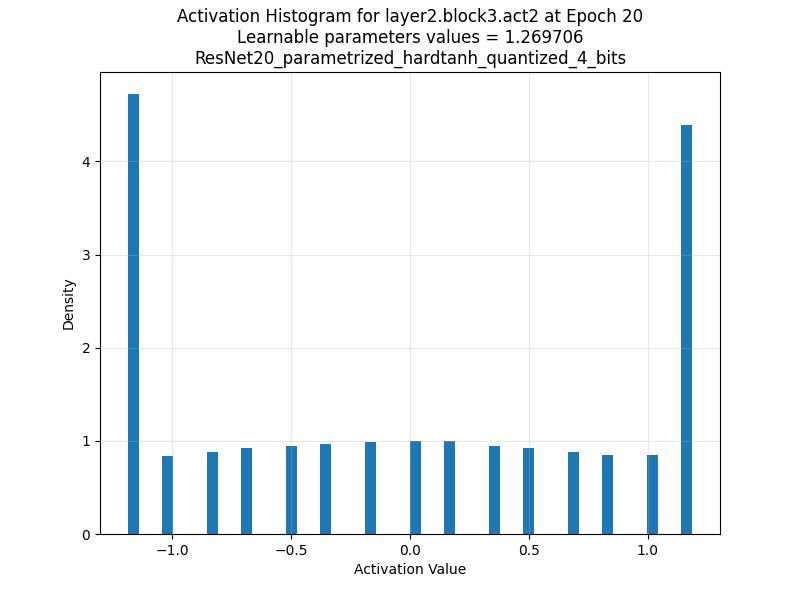 Activation Histogram for layer2.block3.act2 at Epoch 20
Learnable parameters values = 1.269706
ResNet20_parametrized_hardtanh_quantized_4_bits
Density
4
3
2
1
0
−1.0
−0.5
0.0
0.5
1.0
Activation Value